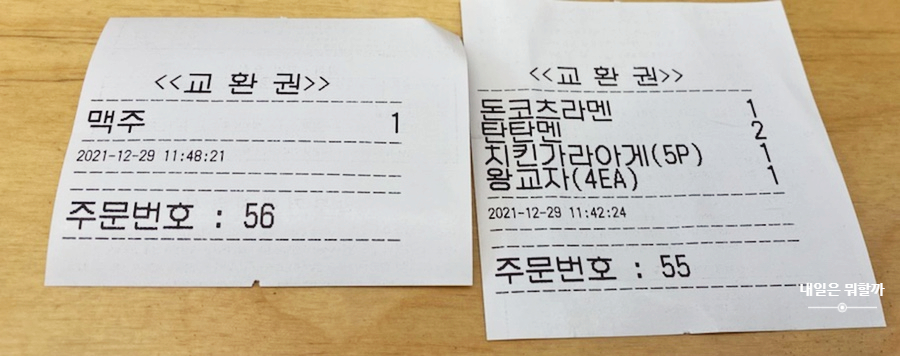 <<교 환 권>>
맥주 1
2021-12-29 11:48:21
주문번호 : 56
<<교 환 권>>
돈코츠라멘 1
탄탄멘 2
치킨가라아게(5P) 1
왕교자(4EA) 1
2021-12-29 11:42:24
주문번호 : 55
내일은 뭐할까